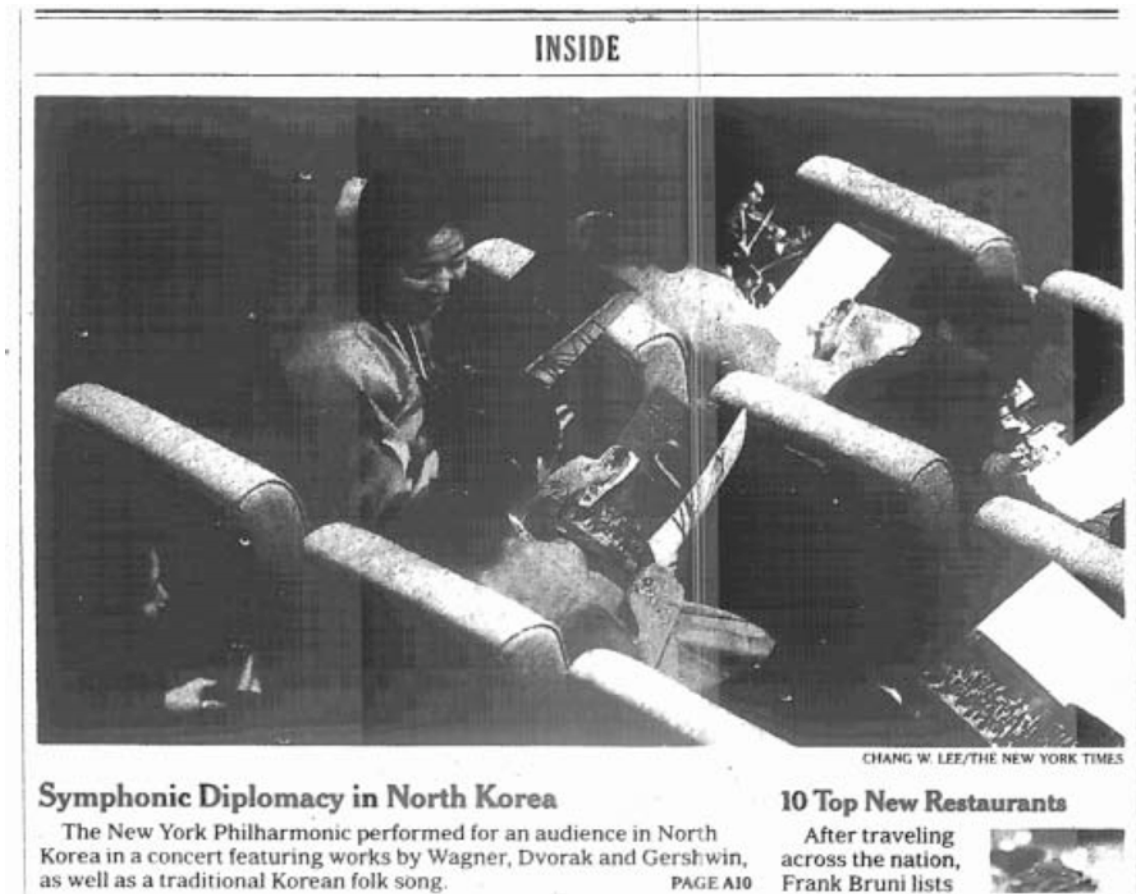 INSIDE
CHANG W. LEE/THE NEW YORK TIMES
Symphonic Diplomacy in North Korea
The New York Philharmonic performed for an audience in North
Korea in a concert featuring works by Wagner, Dvorak and Gershwin,
as well as a traditional Korean folk song. PAGE A10
10 Top New Restaurants
After traveling
across the nation,
Frank Bruni lists